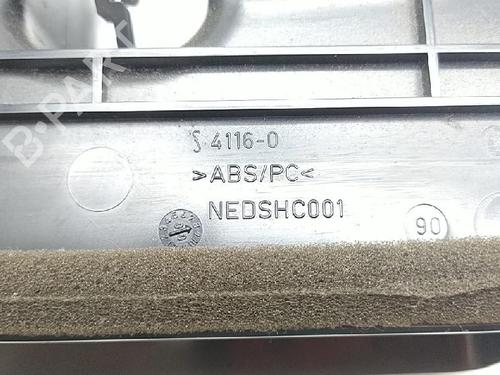 B-PARTS
4116-0
>ABS/PC<
NEDSHC001
90